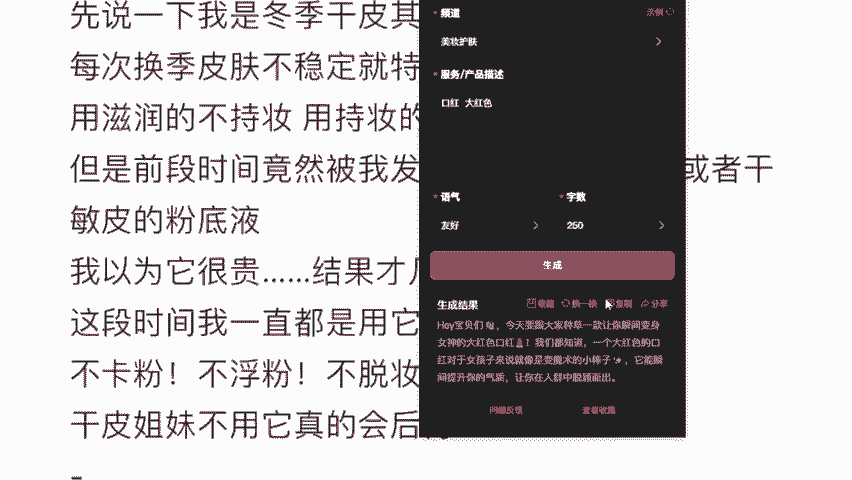 先说一下我是冬季干皮其
每次换季皮肤不稳定就特
用滋润的不持妆 用持妆的
但是前段时间竟然被我发
或者干
敏皮的粉底液
我以为它很贵......结果才
这段时间我一直都是用它
不卡粉！不浮粉！不脱妆
干皮姐妹不用它真的会后
* 频道
示例
美妆护肤
* 服务/产品描述
口红 大红色
* 语气
* 字数
友好
250
生成
生成结果
收藏 换一换 复制 分享
Hey宝贝们，今天要跟大家种草一款让你瞬间变身
女神的大红色口红！我们都知道，一个大红色的口
红对于女孩子来说就像是变魔术的小棒子，它能瞬
间提升你的气质，让你在人群中脱颖而出。
问题反馈
查看收藏